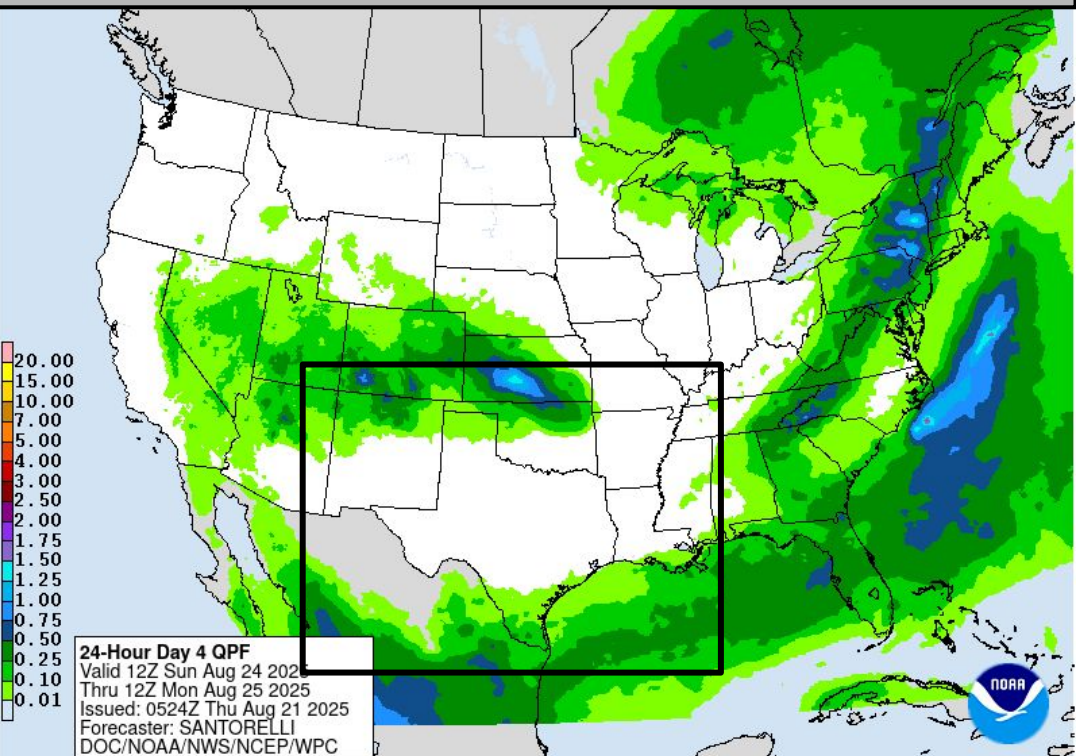 20.00
15.00
10.00
7.00
5.00
4.00
3.00
2.50
2.00
1.75
1.50
1.25
1.00
0.75
0.50
0.25
0.10
0.01
24-Hour Day 4 QPF
Valid 12Z Sun Aug 24 2025
Thru 12Z Mon Aug 25 2025
Issued: 0524Z Thu Aug 21 2025
Forecaster: SANTORELLI
DOC/NOAA/NWS/NCEP/WPC
NOAA